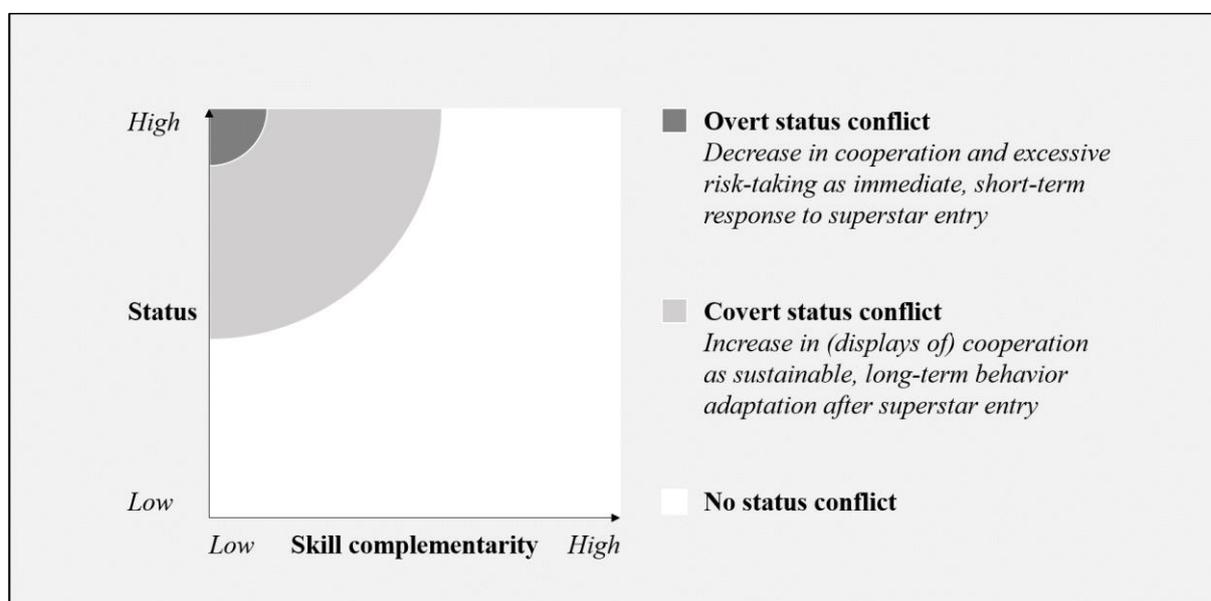 High
Status
Low
Low Skill complementarity High
Overt status conflict
Decrease in cooperation and excessive
risk-taking as immediate, short-term
response to superstar entry
Covert status conflict
Increase in (displays of) cooperation
as sustainable, long-term behavior
adaptation after superstar entry
No status conflict